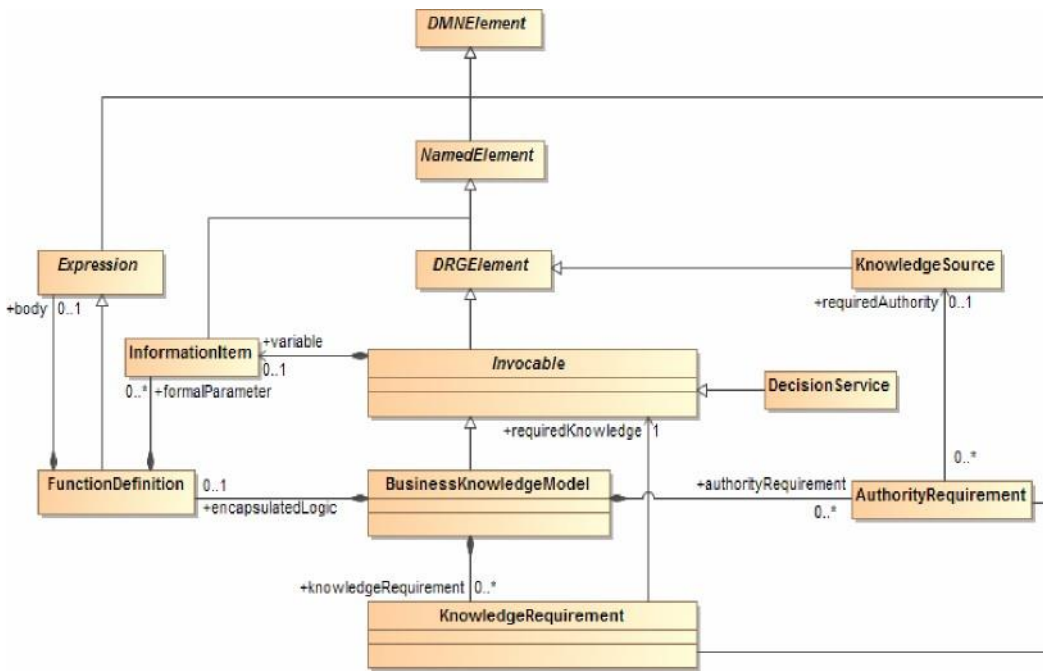 DMNElement
NamedElement
Expression
DRGElement
KnowledgeSource
+body 0..1
+requiredAuthority 0..1
InformationItem
+variable
0..1
Invocable
0..* +formalParameter
DecisionService
+requiredKnowledge 1
0..*
FunctionDefinition
0..1
+encapsulatedLogic
BusinessKnowledgeModel
+authorityRequirement
0..*
AuthorityRequirement
+knowledgeRequirement 0..*
KnowledgeRequirement